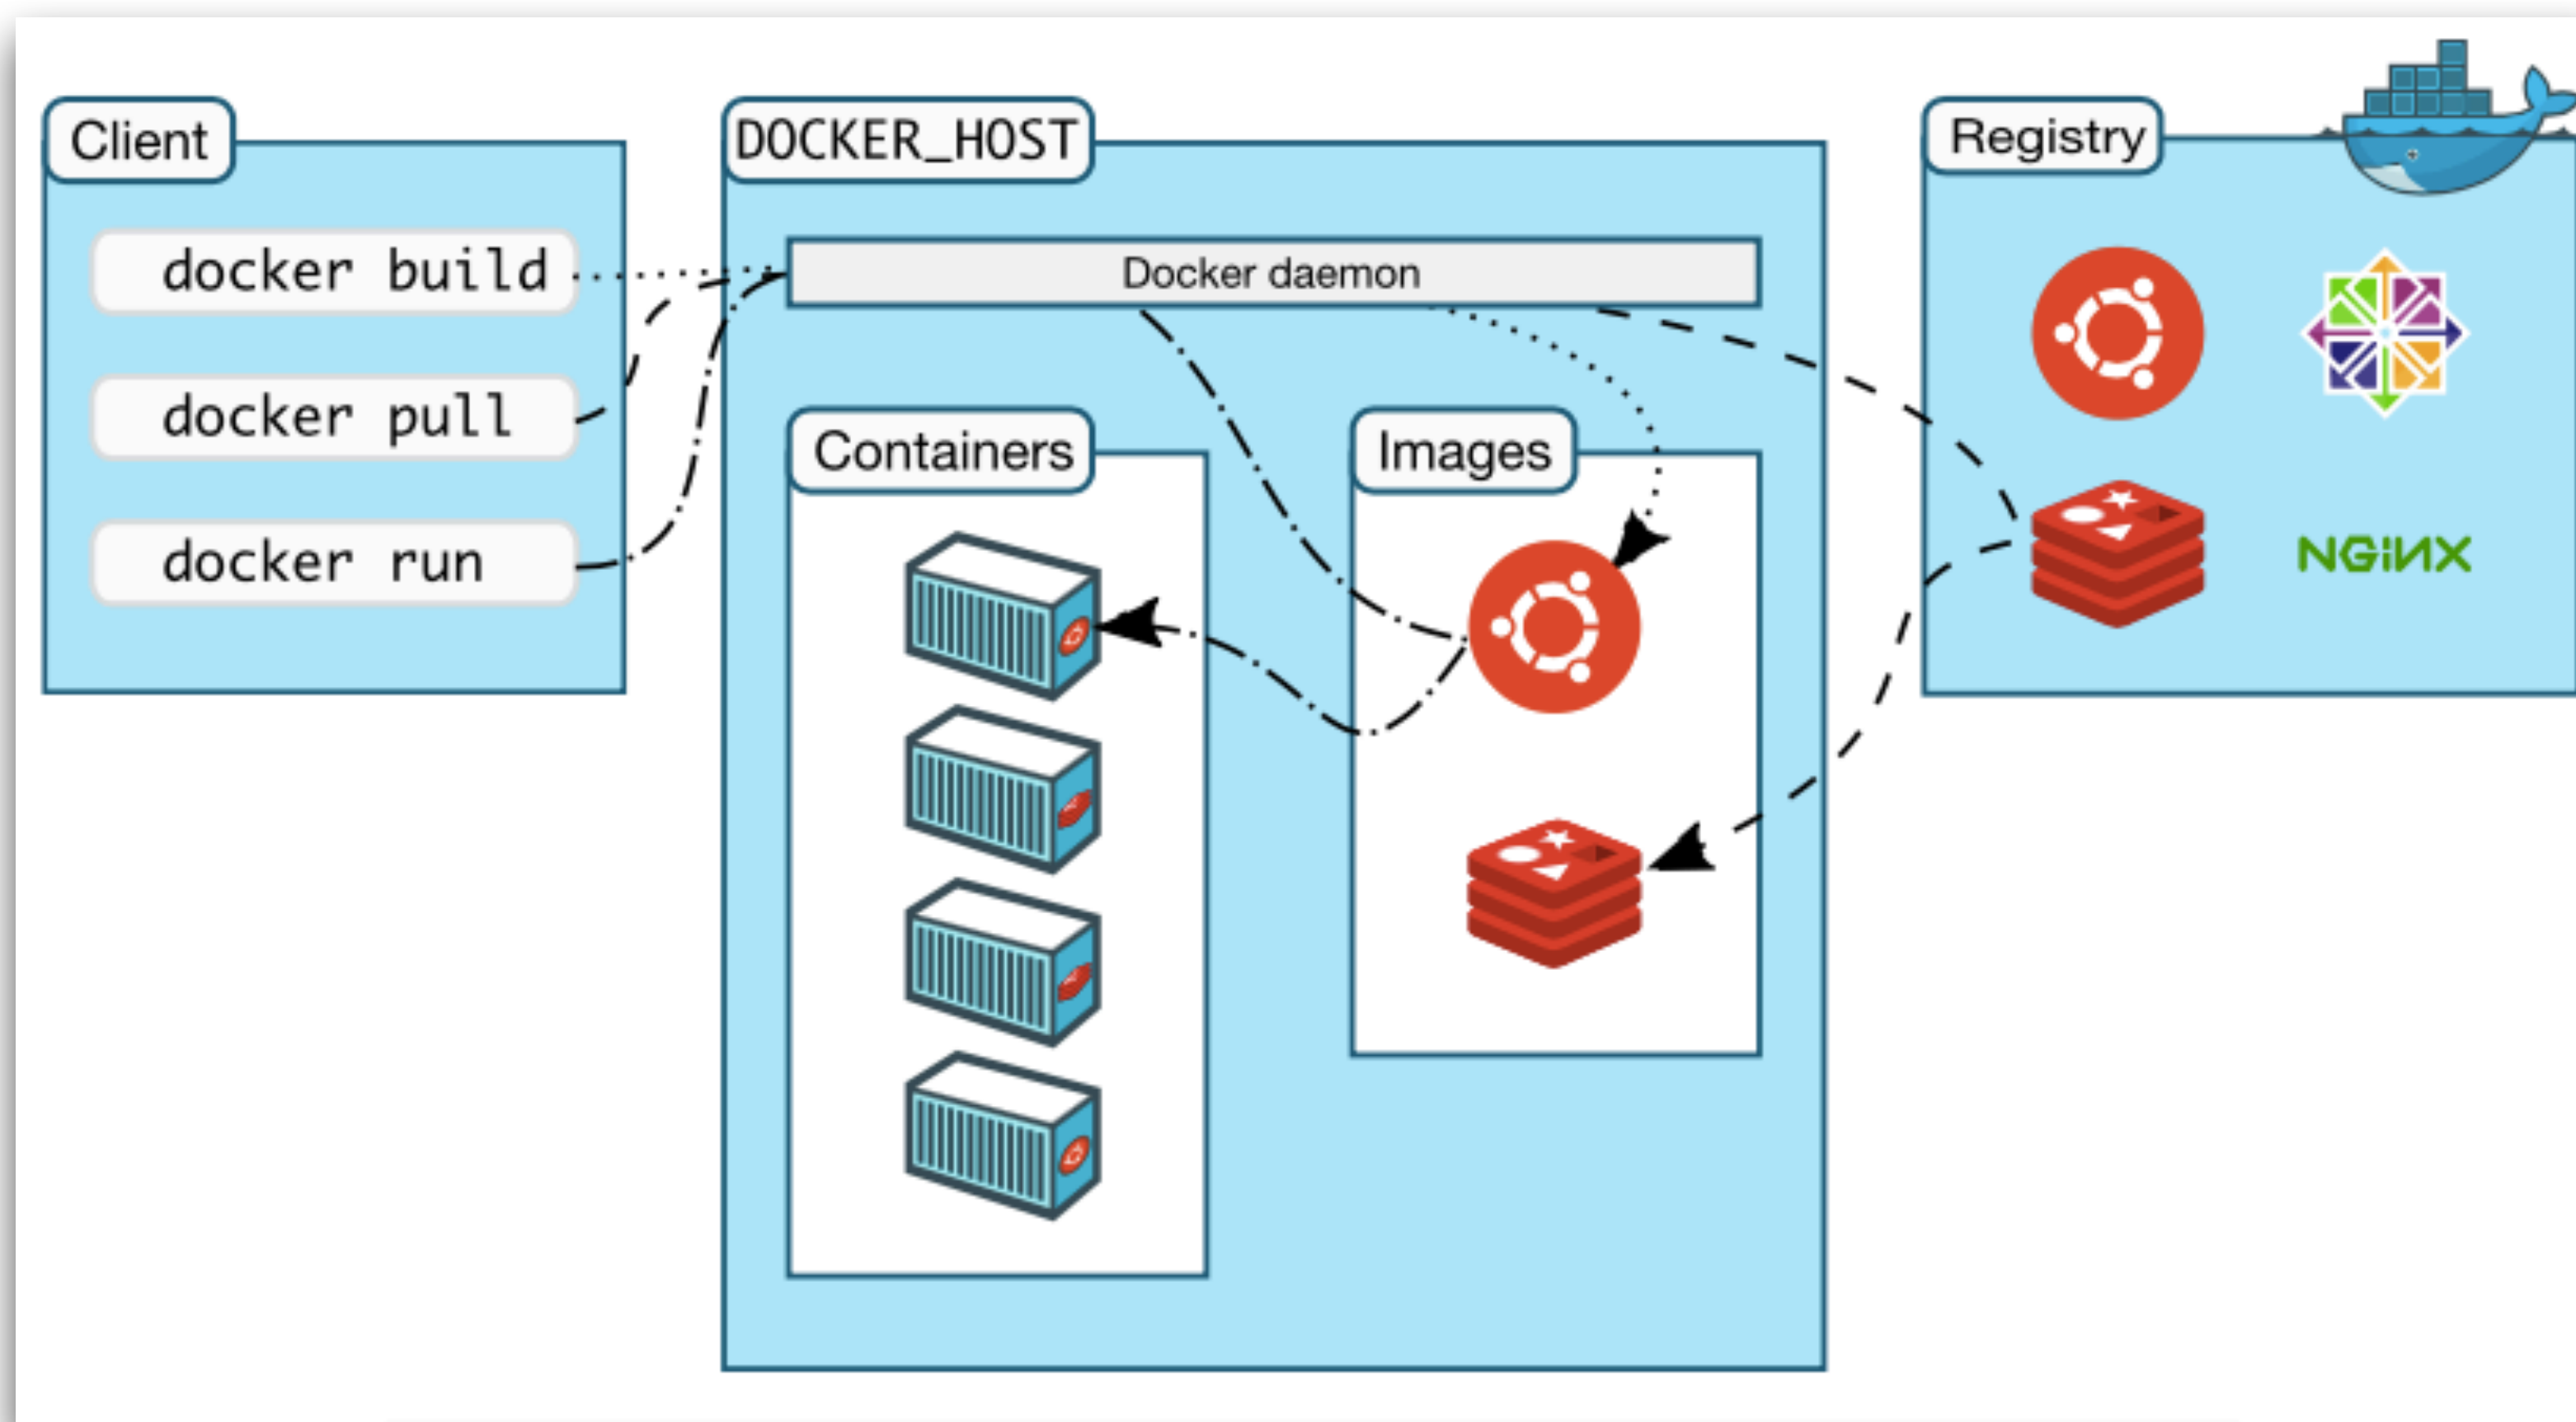 Client
docker build
docker pull
docker run
DOCKER_HOST
Docker daemon
Containers
Images
Registry
NGiNX